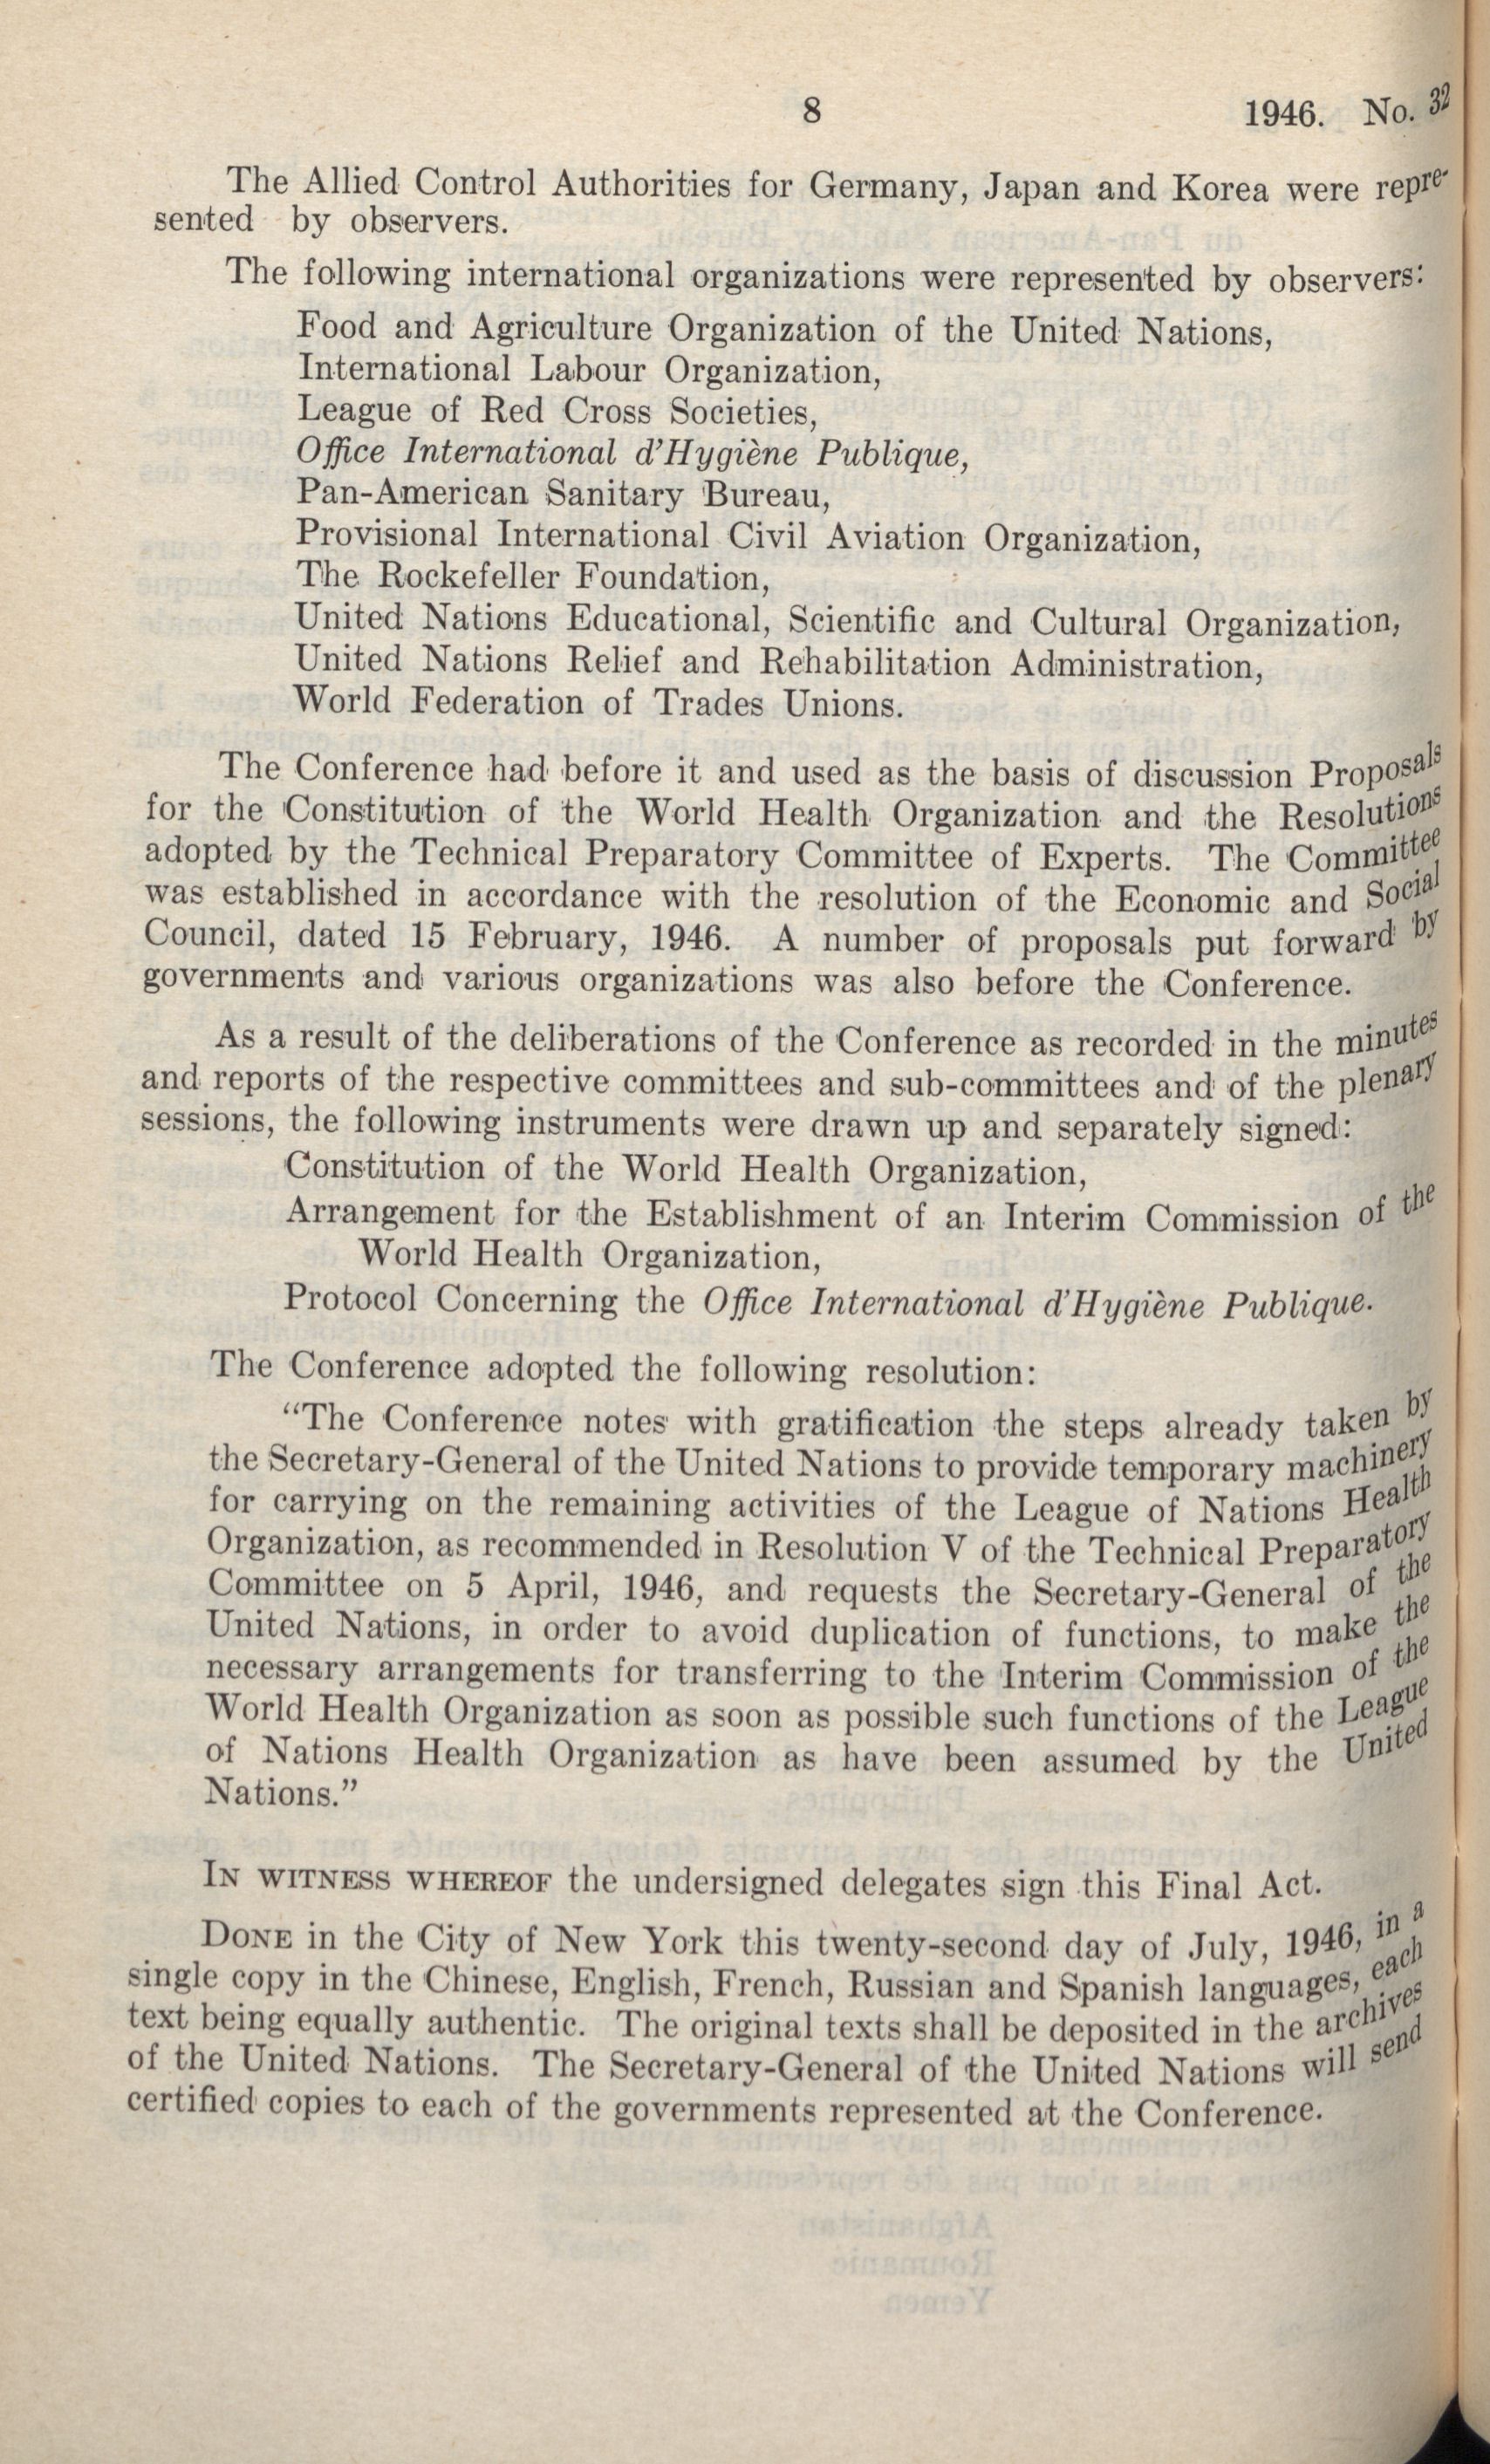 8
1946. No. 32
The Allied Control Authorities for Germany, Japan and Korea were repre-
sented by observers.
The following international organizations were represented by observers:
Food and Agriculture Organization of the United Nations,
International Labour Organization,
League of Red Cross Societies,
Office International d'Hygiène Publique,
Pan-American Sanitary Bureau,
Provisional International Civil Aviation Organization,
The Rockefeller Foundation,
United Nations Educational, Scientific and Cultural Organization,
United Nations Relief and Rehabilitation Administration,
World Federation of Trades Unions.
The Conference had before it and used as the basis of discussion Proposals
for the Constitution of the World Health Organization and the Resolutions
adopted by the Technical Preparatory Committee of Experts. The Committee
was established in accordance with the resolution of the Economic and Social
Council, dated 15 February, 1946. A number of proposals put forward by
governments and various organizations was also before the Conference.
As a result of the deliberations of the Conference as recorded in the minutes
and reports of the respective committees and sub-committees and of the plenary
sessions, the following instruments were drawn up and separately signed:
Constitution of the World Health Organization,
Arrangement for the Establishment of an Interim Commission of the
World Health Organization,
Protocol Concerning the Office International d'Hygiène Publique.
The Conference adopted the following resolution:
“The Conference notes with gratification the steps already taken by
the Secretary-General of the United Nations to provide temporary machinery
for carrying on the remaining activities of the League of Nations Health
Organization, as recommended in Resolution V of the Technical Preparatory
Committee on 5 April, 1946, and requests the Secretary-General of the
United Nations, in order to avoid duplication of functions, to make the
necessary arrangements for transferring to the Interim Commission of the
World Health Organization as soon as possible such functions of the League
of Nations Health Organization as have been assumed by the United
Nations.”
IN WITNESS WHEREOF the undersigned delegates sign this Final Act.
DONE in the City of New York this twenty-second day of July, 1946, in a
single copy in the Chinese, English, French, Russian and Spanish languages, each
text being equally authentic. The original texts shall be deposited in the archives
of the United Nations. The Secretary-General of the United Nations will send
certified copies to each of the governments represented at the Conference.